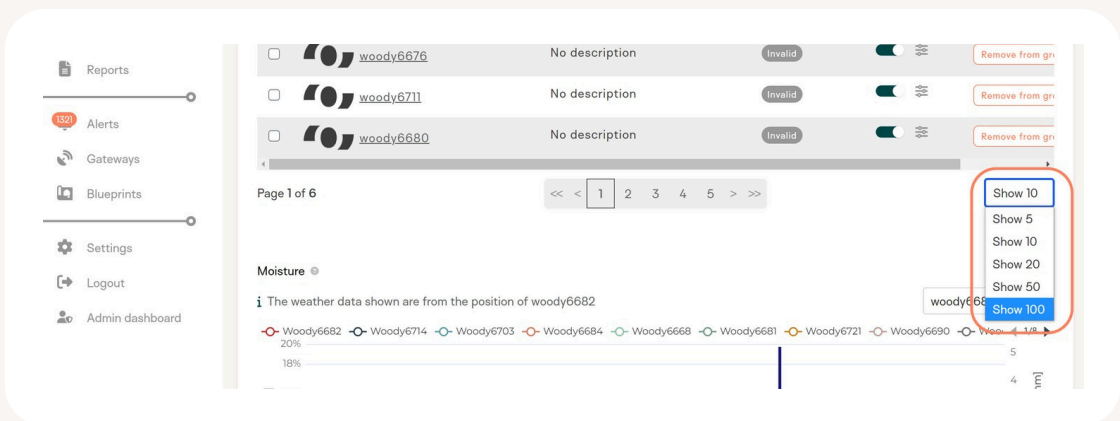 woody6676 No description Invalid Remove from gr
Reports
woody6711 No description Invalid Remove from gr
1321 Alerts
woody6680 No description Invalid Remove from gr
Gateways
Blueprints
Page 1 of 6 << < 1 2 3 4 5 > >> Show 10
Show 5
Show 10
Show 20
Show 50
Show 100
Settings
Logout
Admin dashboard
Moisture
i The weather data shown are from the position of woody6682 woody668
Woody6682 Woody6714 Woody6703 Woody6684 Woody6668 Woody6681 Woody6721 Woody6690 Woo 1/8
20%
18%
5
4